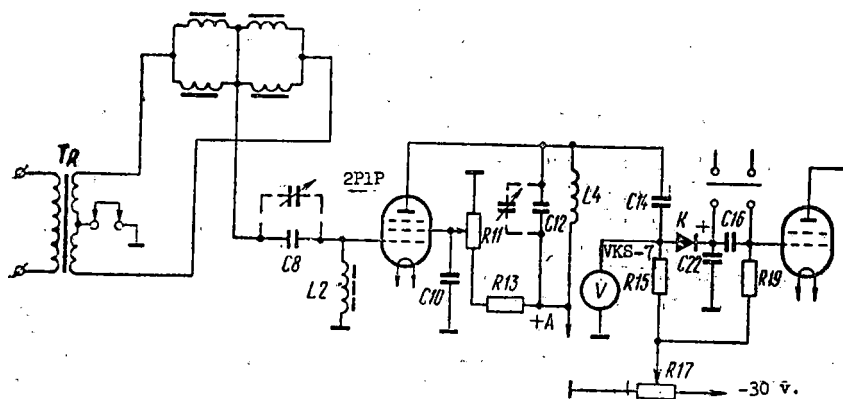 TR
2P1P
C8
L2
C10
R11
R13
C12
L4
+A
C14
VKS-7
V̄
R15
K
+
C22
C16
R19
R17
-30 v̄.